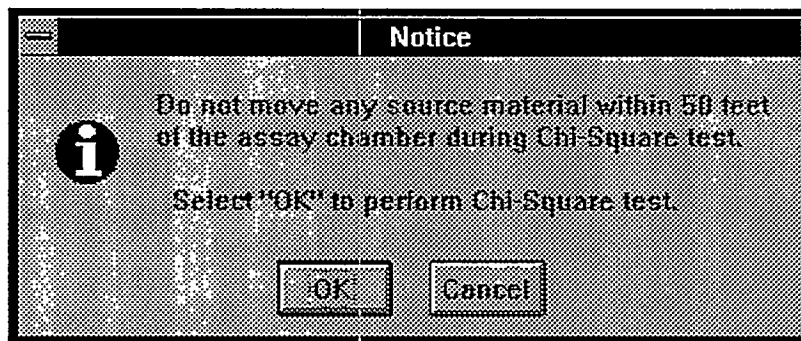 Notice
Do not move any source material within 50 feet
of the assay chamber during Chi-Square test.
Select "OK" to perform Chi-Square test.
OK
Cancel